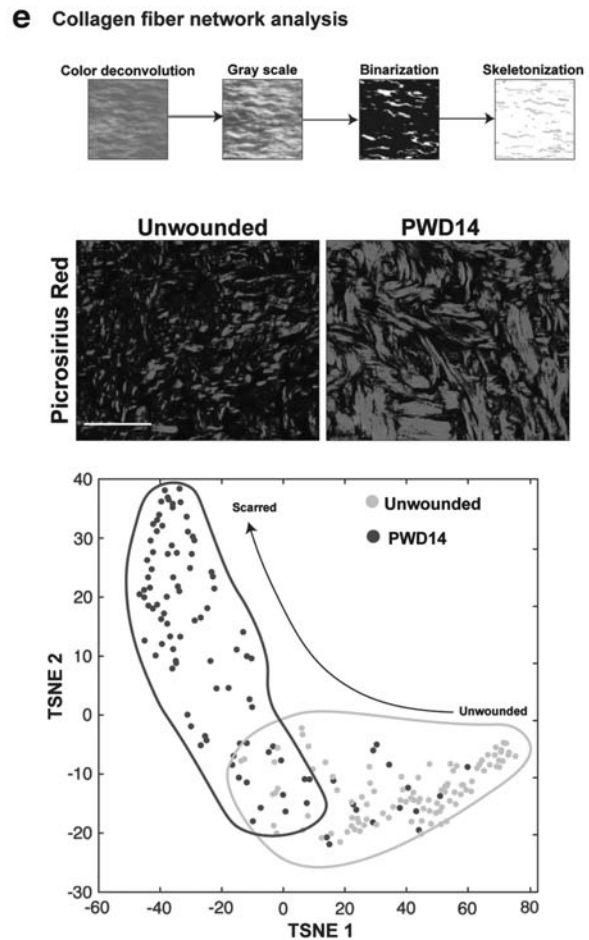 e Collagen fiber network analysis
Color deconvolution Gray scale Binarization Skeletonization
Unwounded PWD14
Picrosirius Red
40
30
20
10
0
-10
-20
-30
TSNE 2
Scarred
Unwounded
PWD14
Unwounded
-60 -40 -20 0 20 40 60 80
TSNE 1